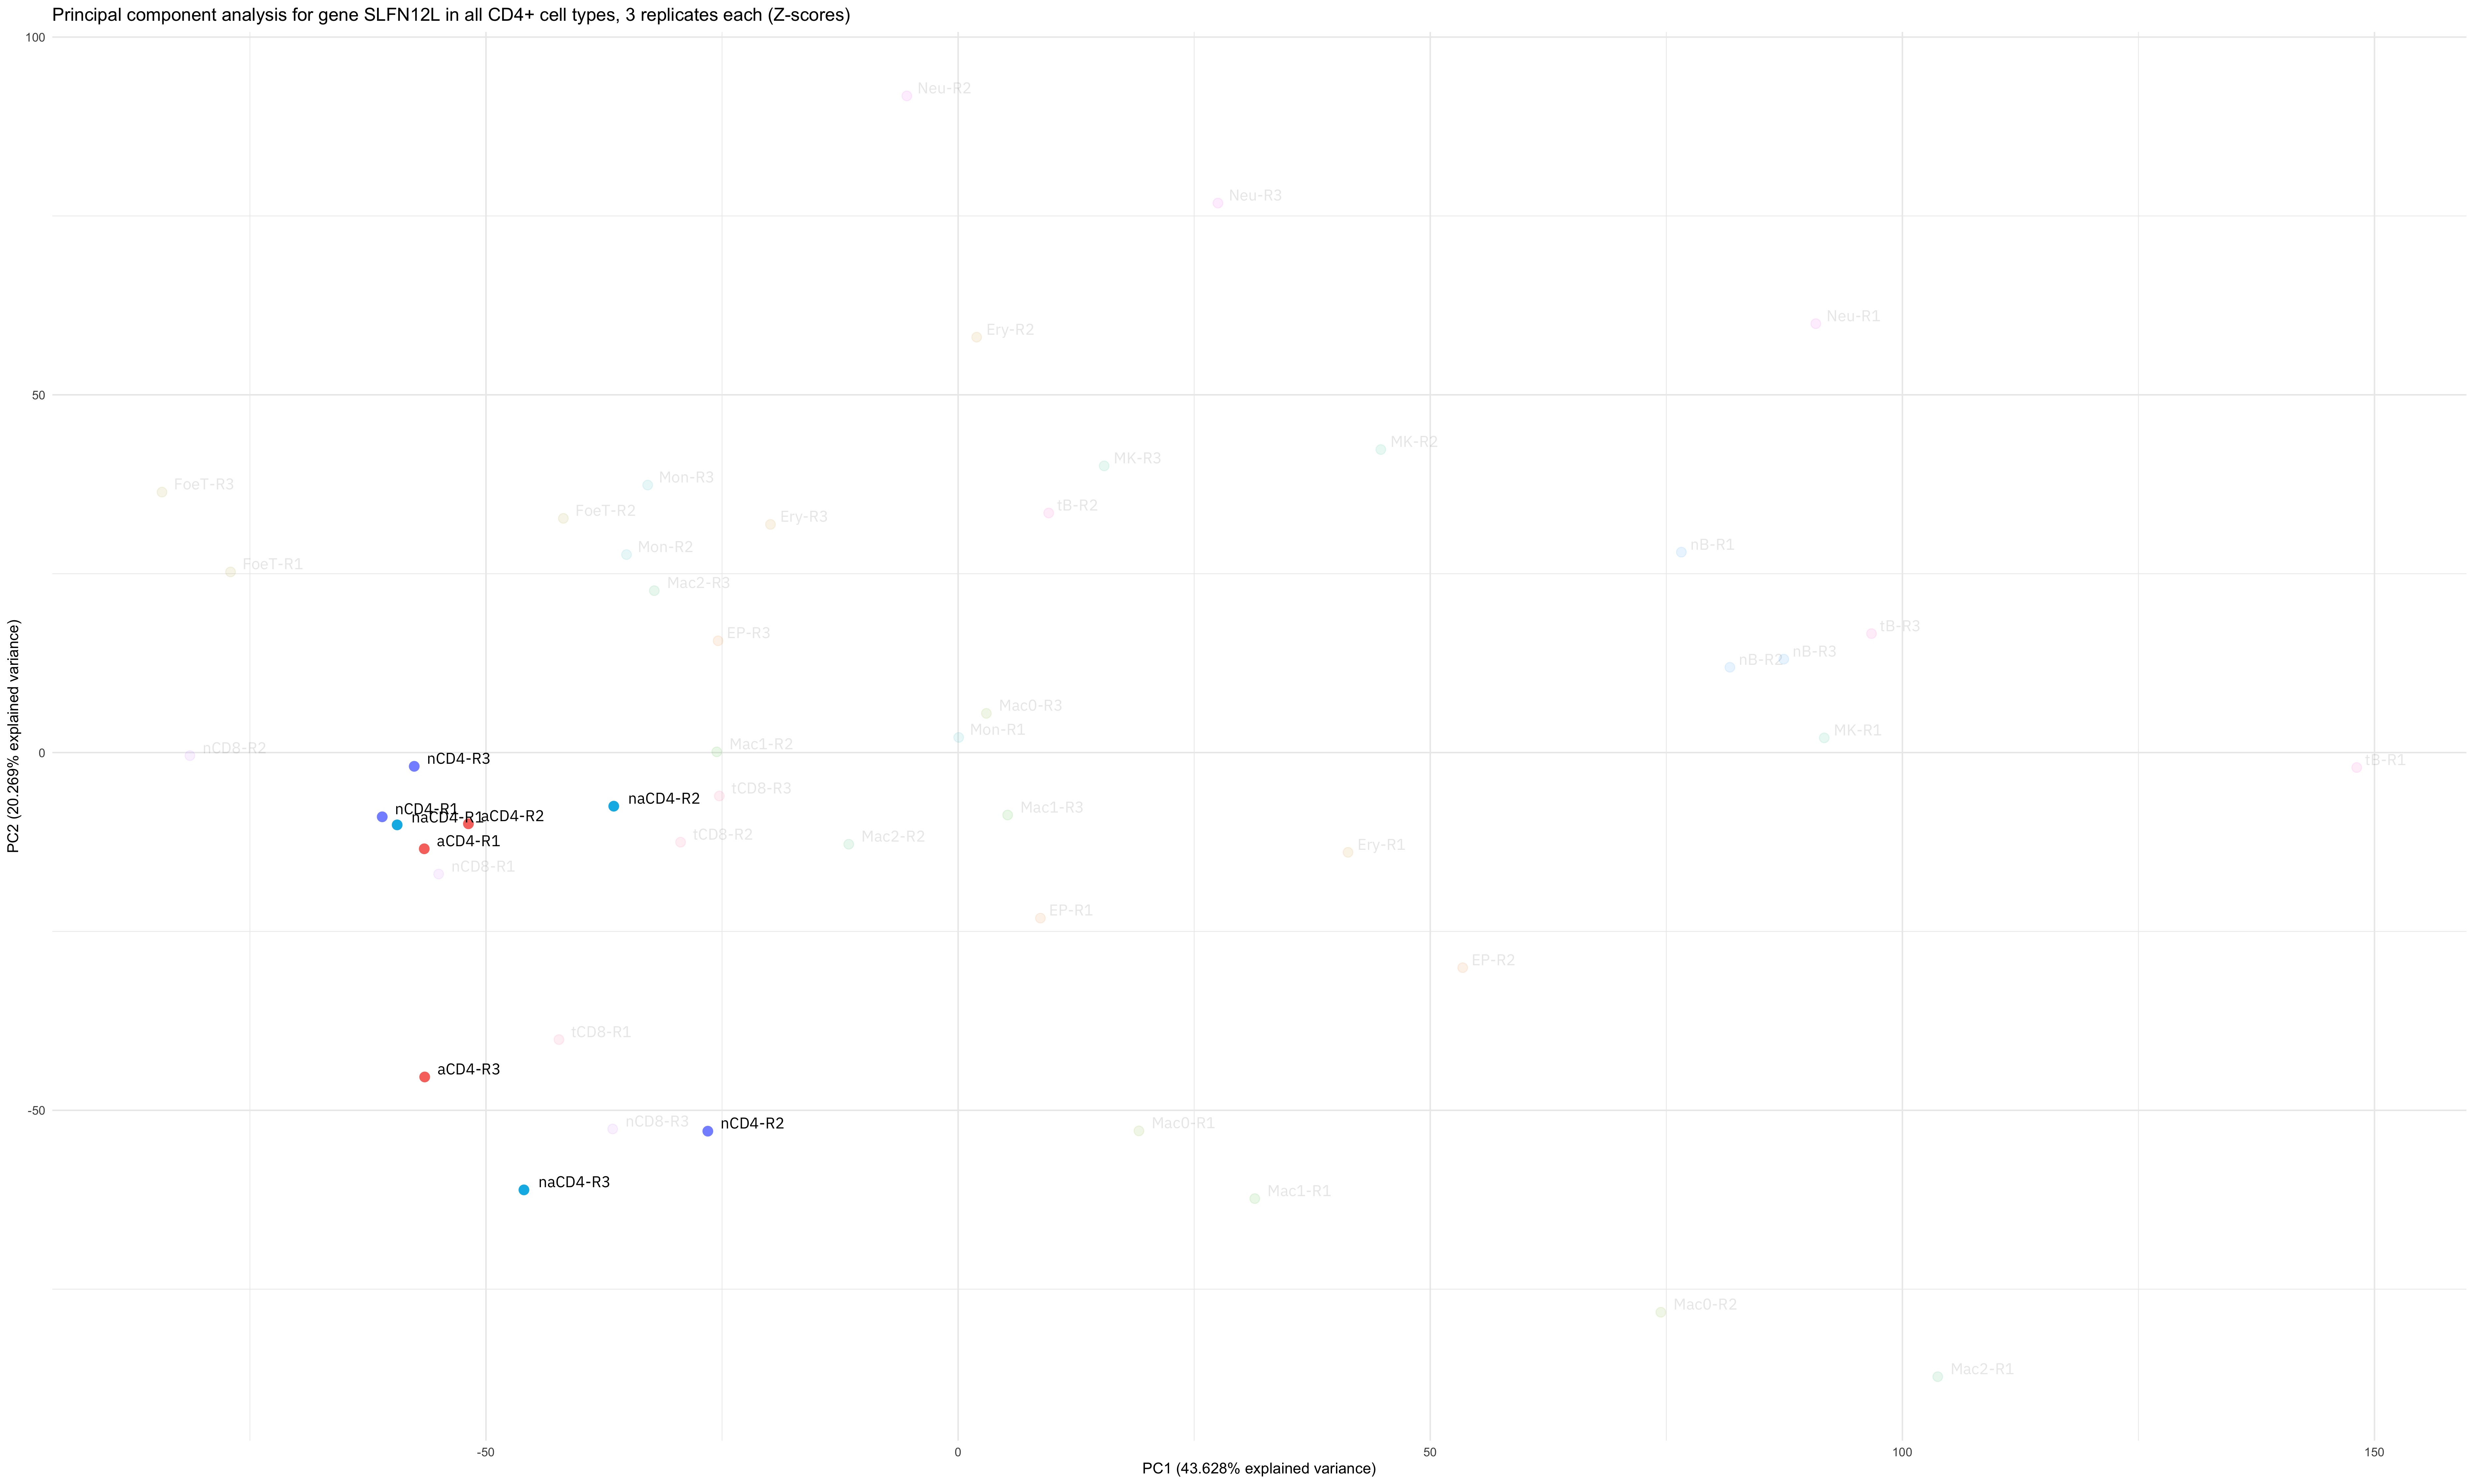 Principal component analysis for gene SLFN12L in all CD4+ cell types, 3 replicates each (Z-scores)
100
Neu-R2
Neu-R3
Neu-R1
Ery-R2
50
MK-R2
MK-R3
Mon-R3
FoeT-R3
tB-R2
FoeT-R2
Ery-R3
Mon-R2
nB-R1
FoeT-R1
Mac2-R3
EP-R3
tB-R3
nB-R3
nB-R2
Mac0-R3
Mon-R1
MK-R1
Mac1-R2
nCD8-R2
0
nCD4-R3
tB-R1
tCD8-R3
naCD4-R2
Mac1-R3
nCD4-R1
naCD4-R1
aCD4-R2
tCD8-R2
Mac2-R2
aCD4-R1
Ery-R1
nCD8-R1
EP-R1
EP-R2
tCD8-R1
aCD4-R3
-50
nCD8-R3
nCD4-R2
Mac0-R1
naCD4-R3
Mac1-R1
Mac0-R2
Mac2-R1
PC2 (20.269% explained variance)
-50
0
50
100
150
PC1 (43.628% explained variance)